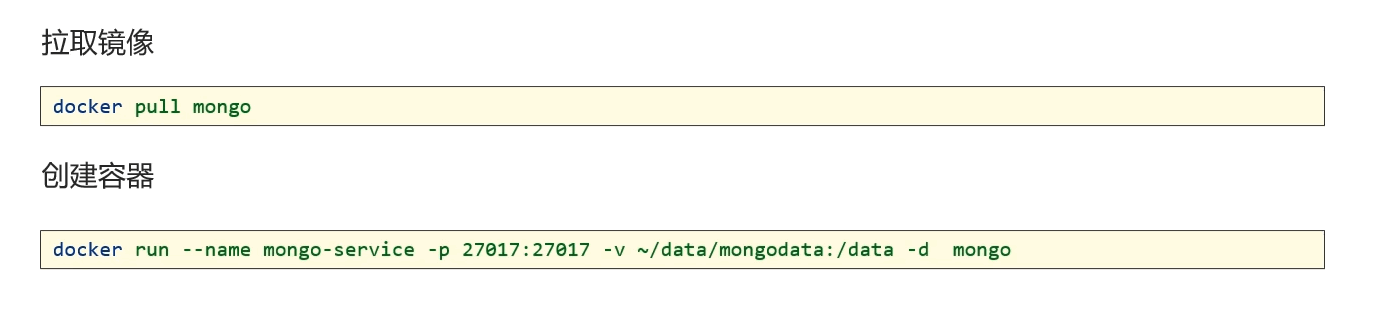 拉取镜像
docker pull mongo
创建容器
docker run --name mongo-service -p 27017:27017 -v ~/data/mongodata:/data -d  mongo